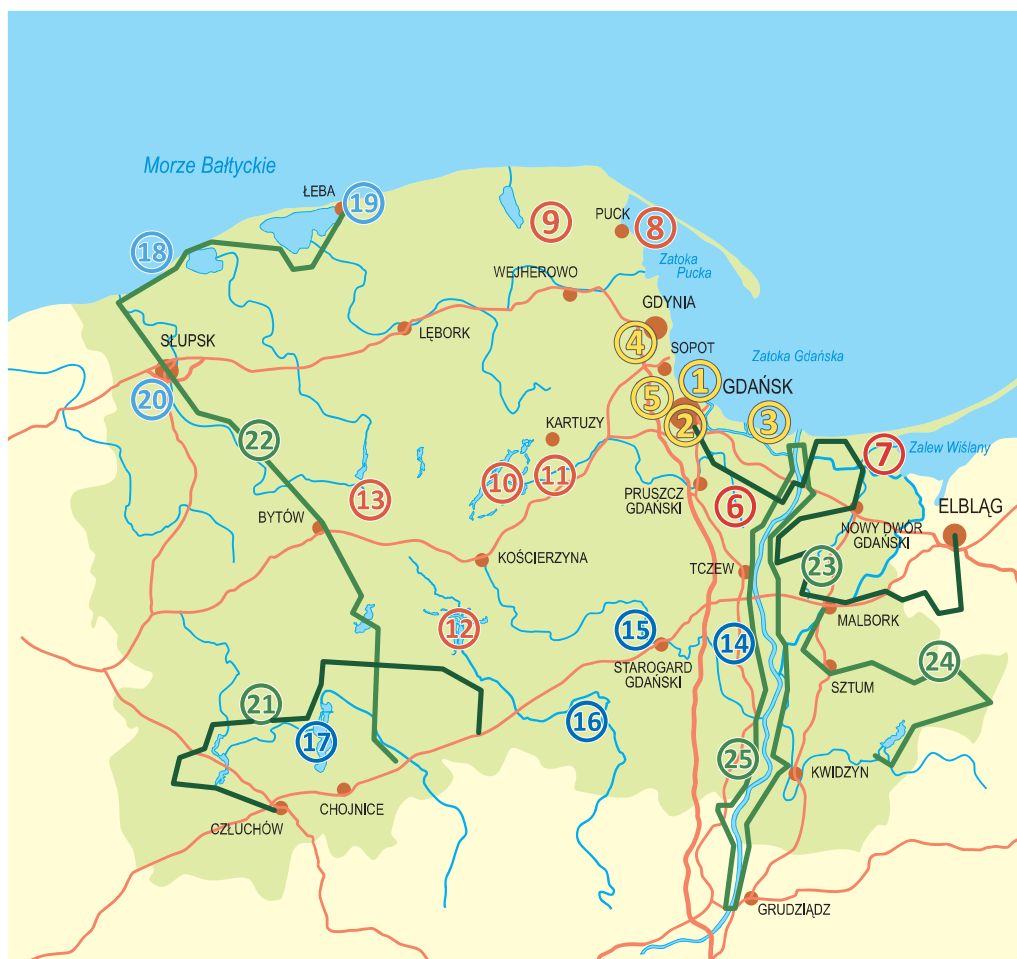 Morze Bałtyckie
ŁEBA
19
18
9
PUCK
8
Zatoka
Pucka
WEJHEROWO
GDYNIA
LĘBORK
4
SOPOT
SŁUPSK
Zatoka Gdańska
1
GDAŃSK
5
20
2
3
22
KARTUZY
7
Zalew Wiślany
10
11
13
PRUSZCZ
GDAŃSKI
6
ELBLĄG
BYTÓW
NOWY DWÓR
GDAŃSKI
KOŚCIERZYNA
TCZEW
23
12
15
MALBORK
14
STAROGARD
GDAŃSKI
24
SZTUM
21
16
17
25
KWIDZYN
CHOJNICE
CZŁUCHÓW
GRUDZIĄDZ